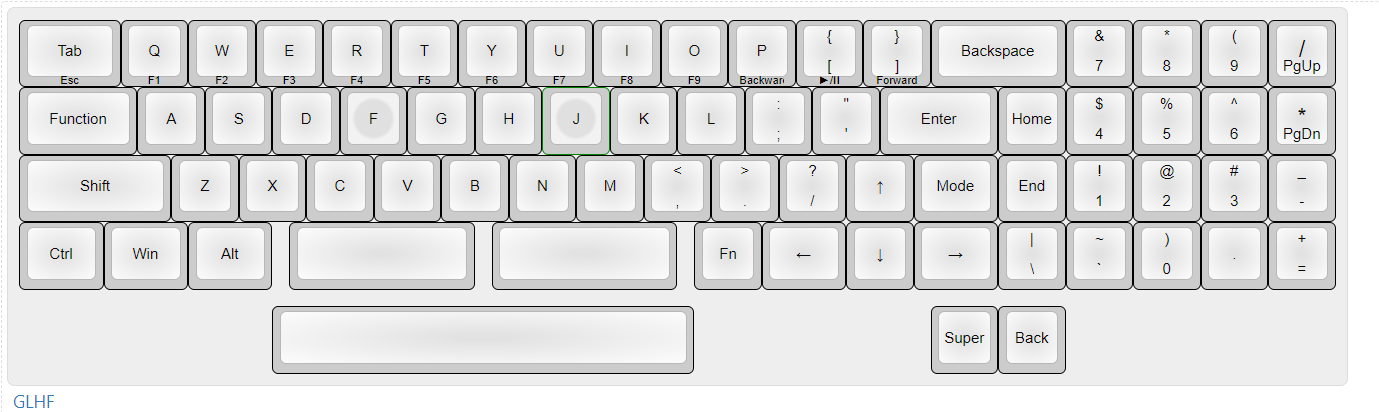 Tab Q W E R T Y U I O P { } Backspace & * ( /
[ ] 7 8 9 PgUp
Esc F1 F2 F3 F4 F5 F6 F7 F8 F9 Backwar ►/II Forward
Function A S D F G H J K L : " Enter Home $ % ^ *
; ' 4 5 6 PgDn
Shift Z X C V B N M < > ? ↑ Mode End ! @ # _
, . / 1 2 3 -
Ctrl Win Alt Fn ← ↓ → | ~ ) . +
\ ` 0 =
Super Back
GLHF